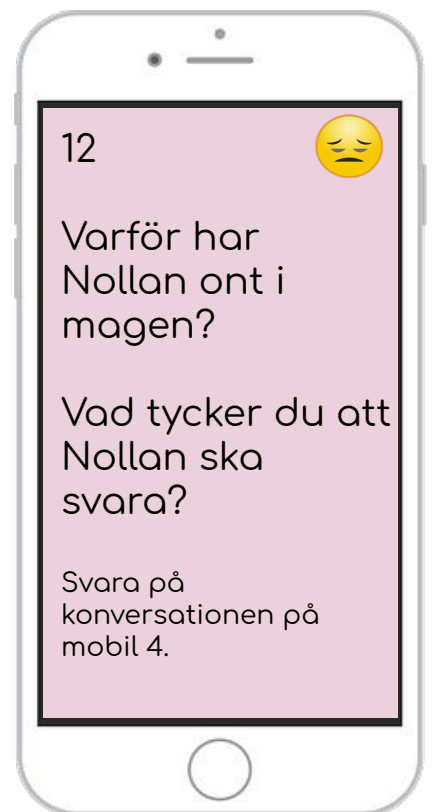 12
Varför har
Nollan ont i
magen?
Vad tycker du att
Nollan ska
svara?
Svara på
konversationen på
mobil 4.